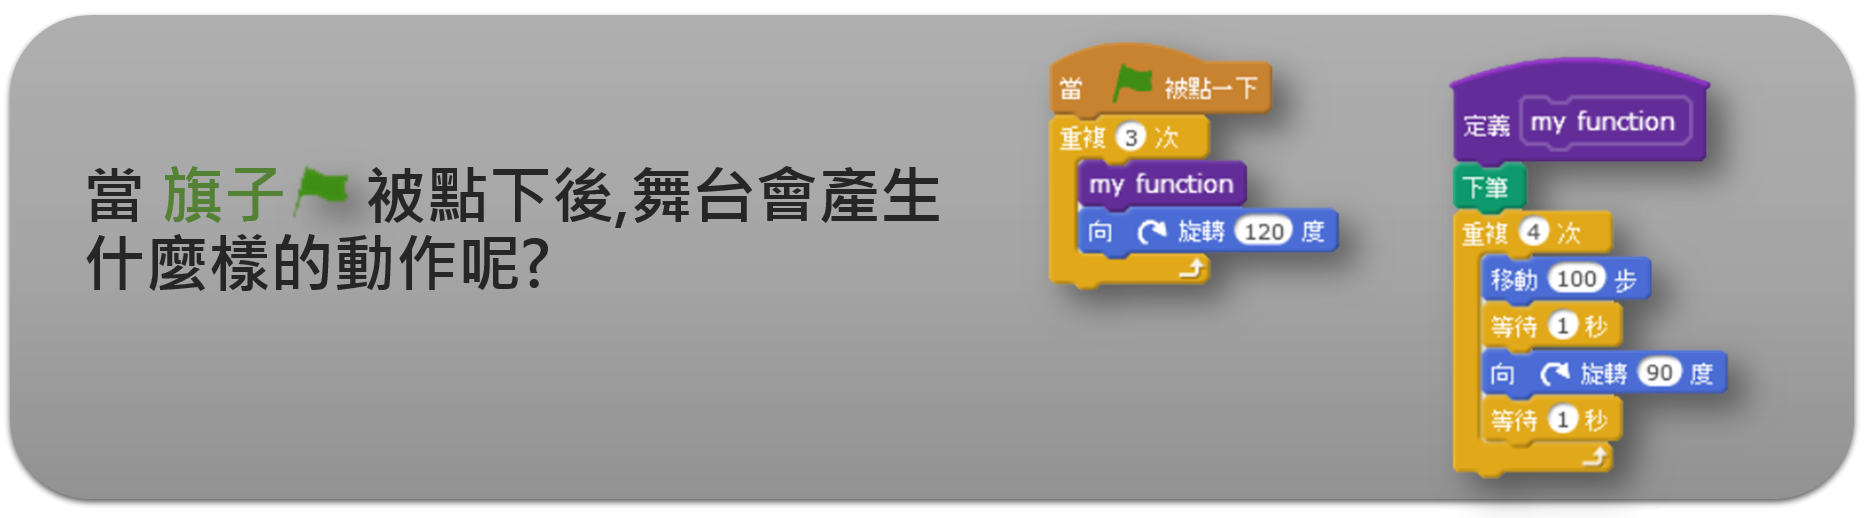 當 旗子 被點下後,舞台會產生
什麼樣的動作呢?
當 被點一下
重複 3 次
my function
向 旋轉 120 度
定義 my function
下筆
重複 4 次
移動 100 步
等待 1 秒
向 旋轉 90 度
等待 1 秒